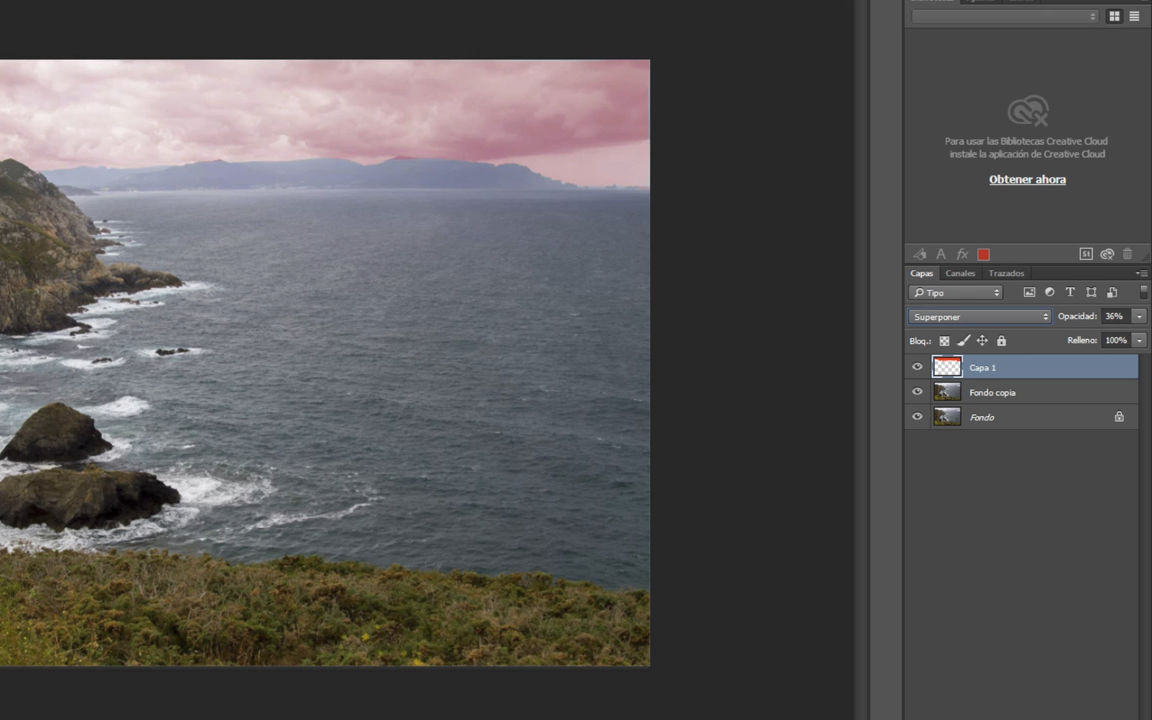 Para usar las Bibliotecas Creative Cloud
instale la aplicación de Creative Cloud
Obtener ahora
St
Capas Canales Trazados
Tipo
Superponer Opacidad: 36%
Bloq.: Relleno: 100%
Capa 1
Fondo copia
Fondo